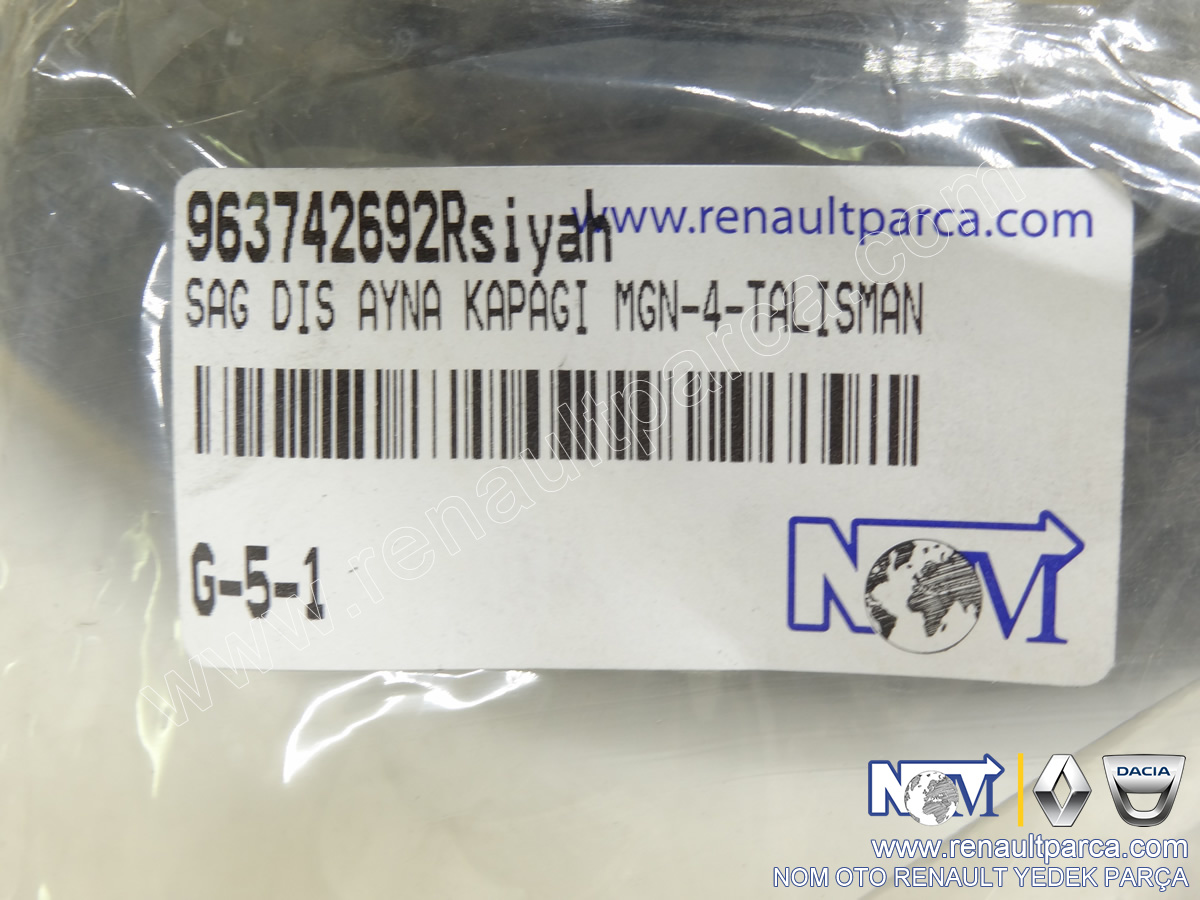 963742692Rsiyah
www.renaultparca.com
SAG DIS AYNA KAPAGI MGN-4-TALISMAN
G-5-1
NOM
www.renaultparca.com
NOM
DACIA
www.renaultparca.com
NOM OTO RENAULT YEDEK PARÇA